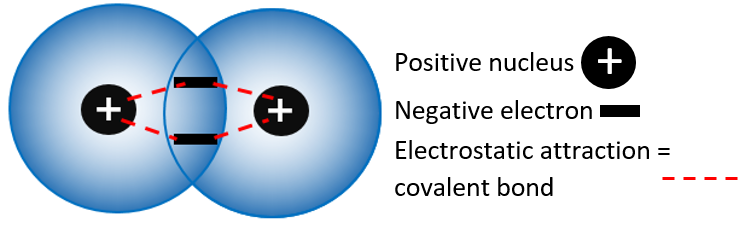 Positive nucleus +
Negative electron
Electrostatic attraction =
covalent bond
+
+